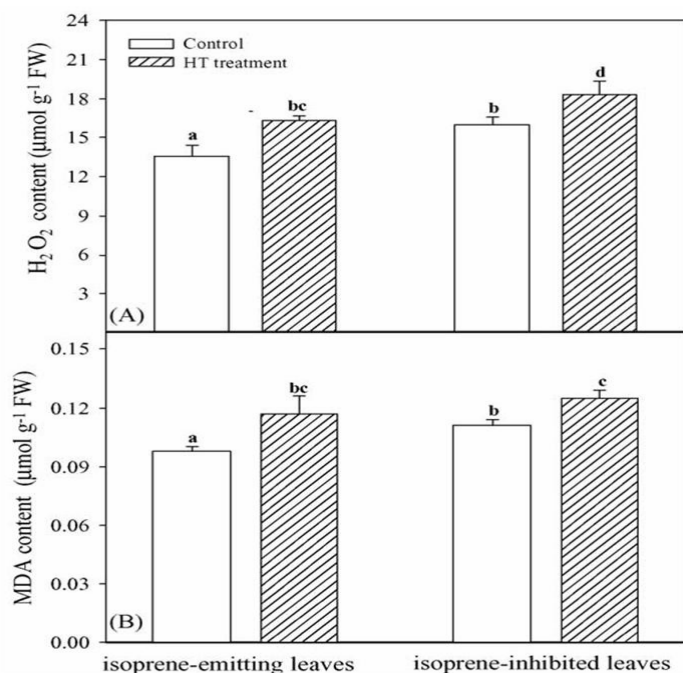 H₂O₂ content (μmol g⁻¹ FW)
24
21
18
15
12
9
6
3
Control
HT treatment
a
bc
b
d
(A)
MDA content (μmol g⁻¹ FW)
0.15
0.12
0.09
0.06
0.03
0.00
a
bc
b
c
(B)
isoprene-emitting leaves
isoprene-inhibited leaves